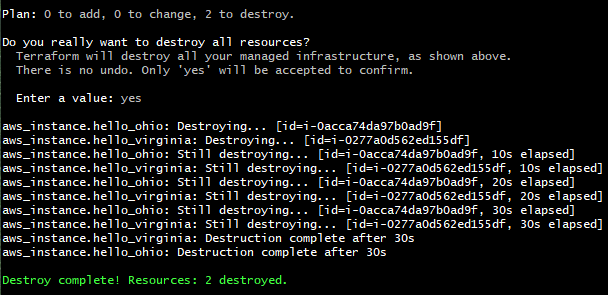 Plan: 0 to add, 0 to change, 2 to destroy.
Do you really want to destroy all resources?
Terraform will destroy all your managed infrastructure, as shown above.
There is no undo. Only 'yes' will be accepted to confirm.
Enter a value: yes
aws_instance.hello_ohio: Destroying... [id=i-0acca74da97b0ad9f]
aws_instance.hello_virginia: Destroying... [id=i-0277a0d562ed155df]
aws_instance.hello_ohio: Still destroying... [id=i-0acca74da97b0ad9f, 10s elapsed]
aws_instance.hello_virginia: Still destroying... [id=i-0277a0d562ed155df, 10s elapsed]
aws_instance.hello_ohio: Still destroying... [id=i-0acca74da97b0ad9f, 20s elapsed]
aws_instance.hello_virginia: Still destroying... [id=i-0277a0d562ed155df, 20s elapsed]
aws_instance.hello_ohio: Still destroying... [id=i-0acca74da97b0ad9f, 30s elapsed]
aws_instance.hello_virginia: Still destroying... [id=i-0277a0d562ed155df, 30s elapsed]
aws_instance.hello_virginia: Destruction complete after 30s
aws_instance.hello_ohio: Destruction complete after 30s
Destroy complete! Resources: 2 destroyed.